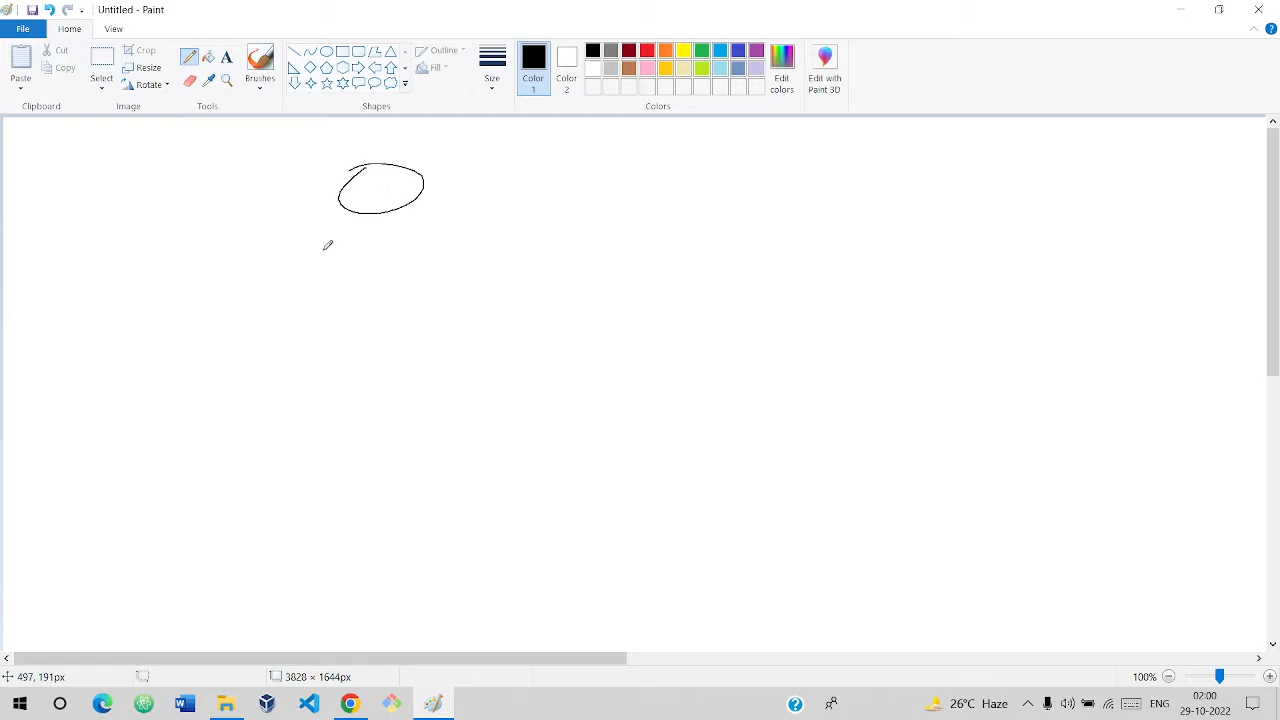 Untitled - Paint
File Home View
Cut
Copy
Paste
Clipboard
Select
Crop
Resize
Rotate
Image
Tools
Brushes
Shapes
Outline
Fill
Size
Color 1
Color 2
Edit colors
Colors
Edit with Paint 3D
497, 191px
3828 × 1644px
100%
26°C Haze
ENG
02:00
29-10-2022